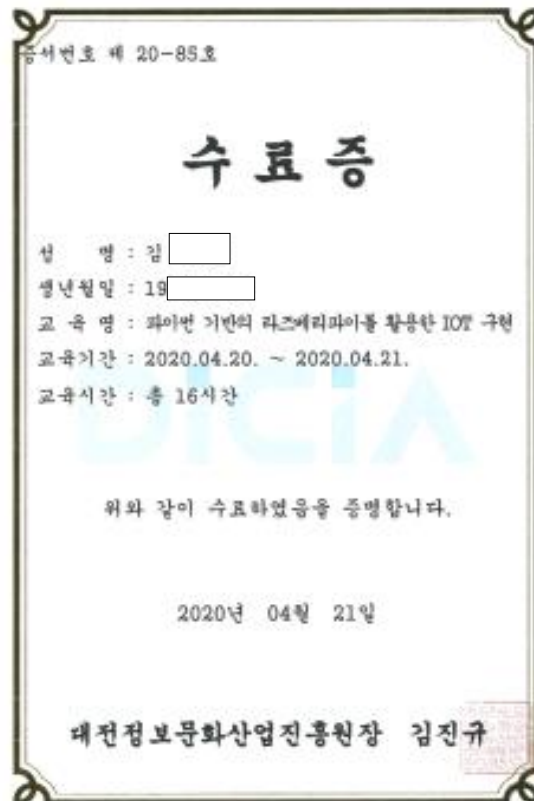 증서번호 제 20-85호
수료증
성 명 : 김
생년월일 : 19
교 육 명 : 파이썬 기반의 라즈베리파이를 활용한 IOT 구현
교육기간 : 2020.04.20. ~ 2020.04.21.
교육시간 : 총 16시간
DICIA
위와 같이 수료하였음을 증명합니다.
2020년 04월 21일
대전정보문화산업진흥원장 김진규